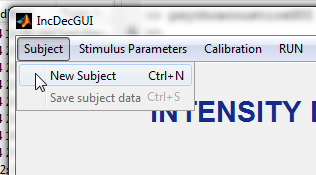 IncDecGUI
Subject Stimulus Parameters Calibration RUN
New Subject Ctrl+N
Save subject data Ctrl+S
INTENSITY